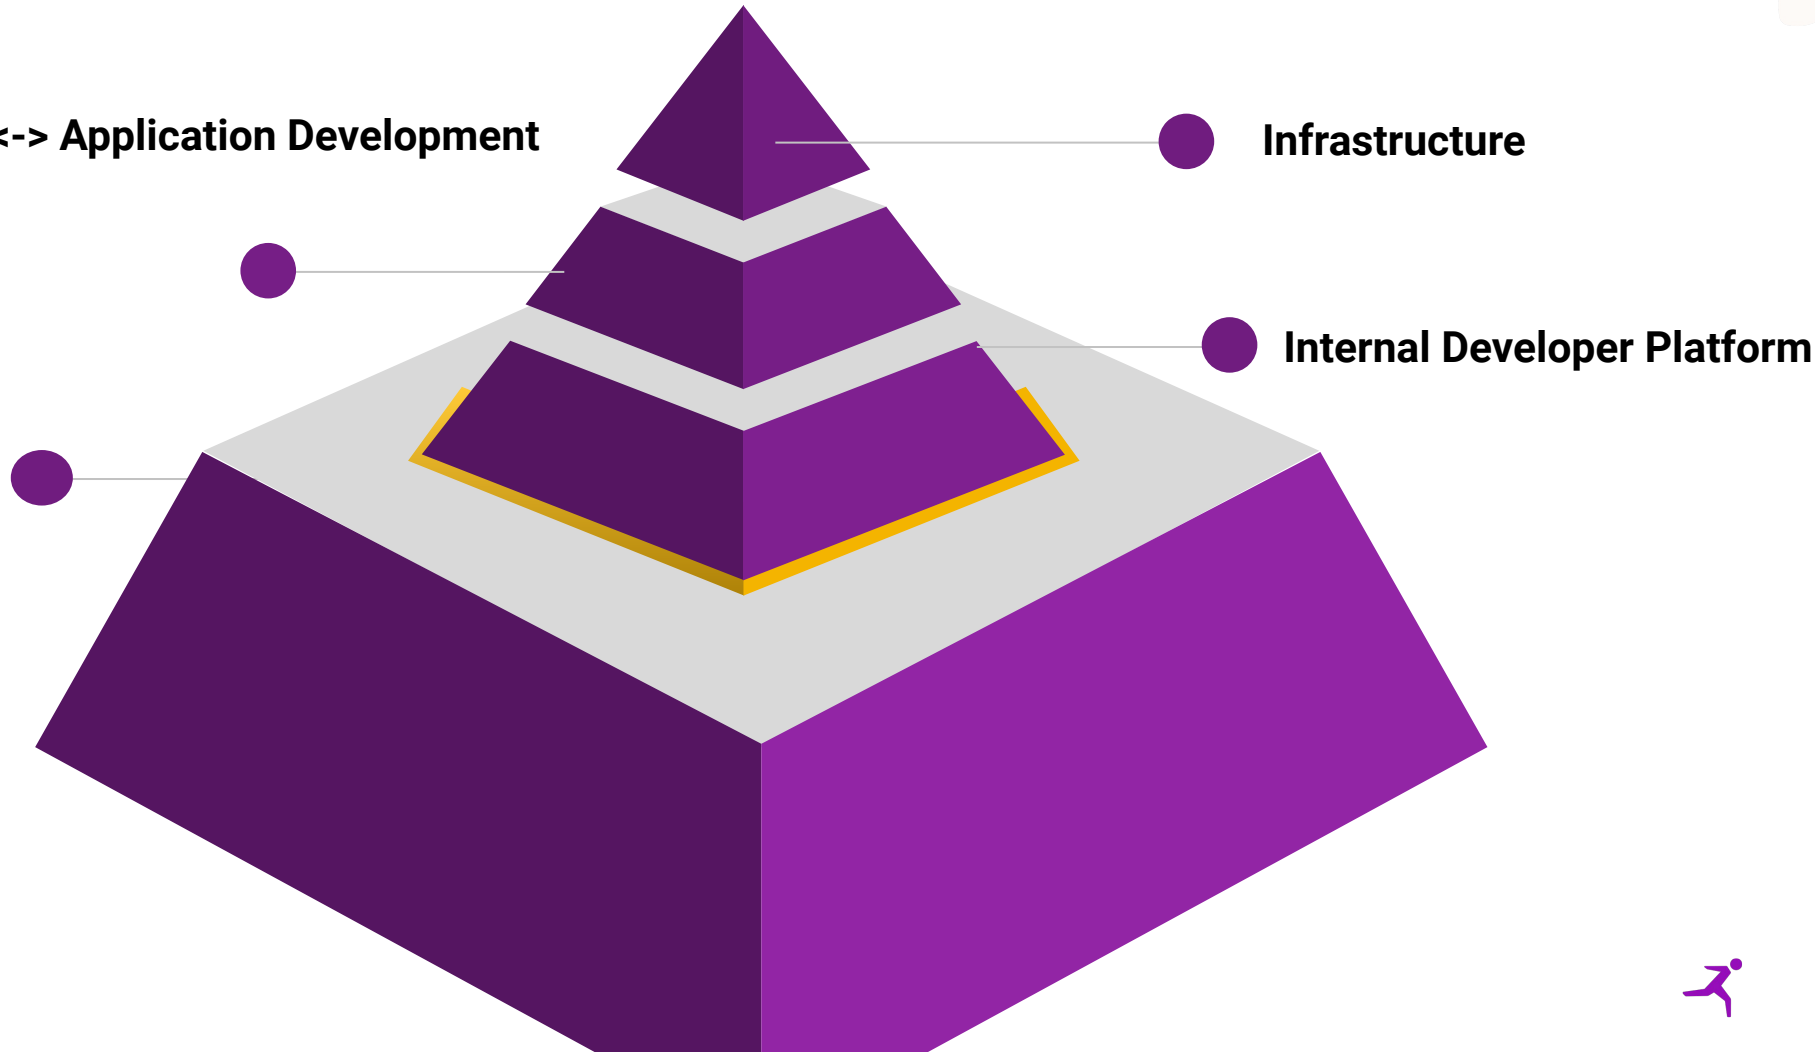 <-> Application Development
Infrastructure
Internal Developer Platform